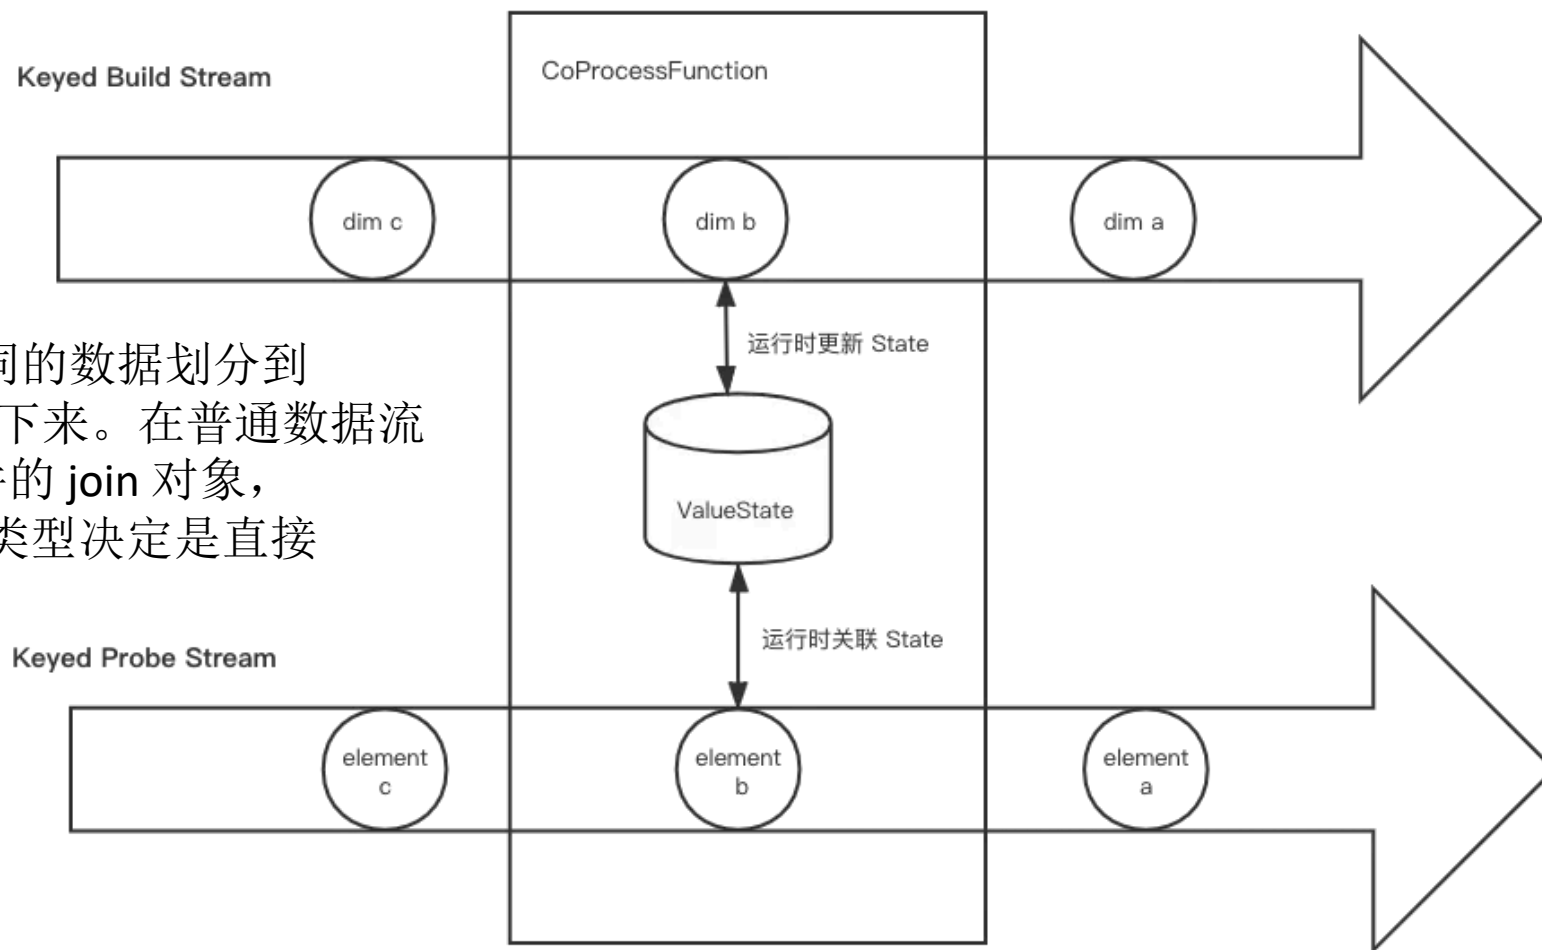 Keyed Build Stream
CoProcessFunction
dim c
dim b
dim a
运行时更新 State
的数据划分到
下来。在普通数据流
的 join 对象，
类型决定是直接
ValueState
运行时关联 State
Keyed Probe Stream
element
c
element
b
element
a